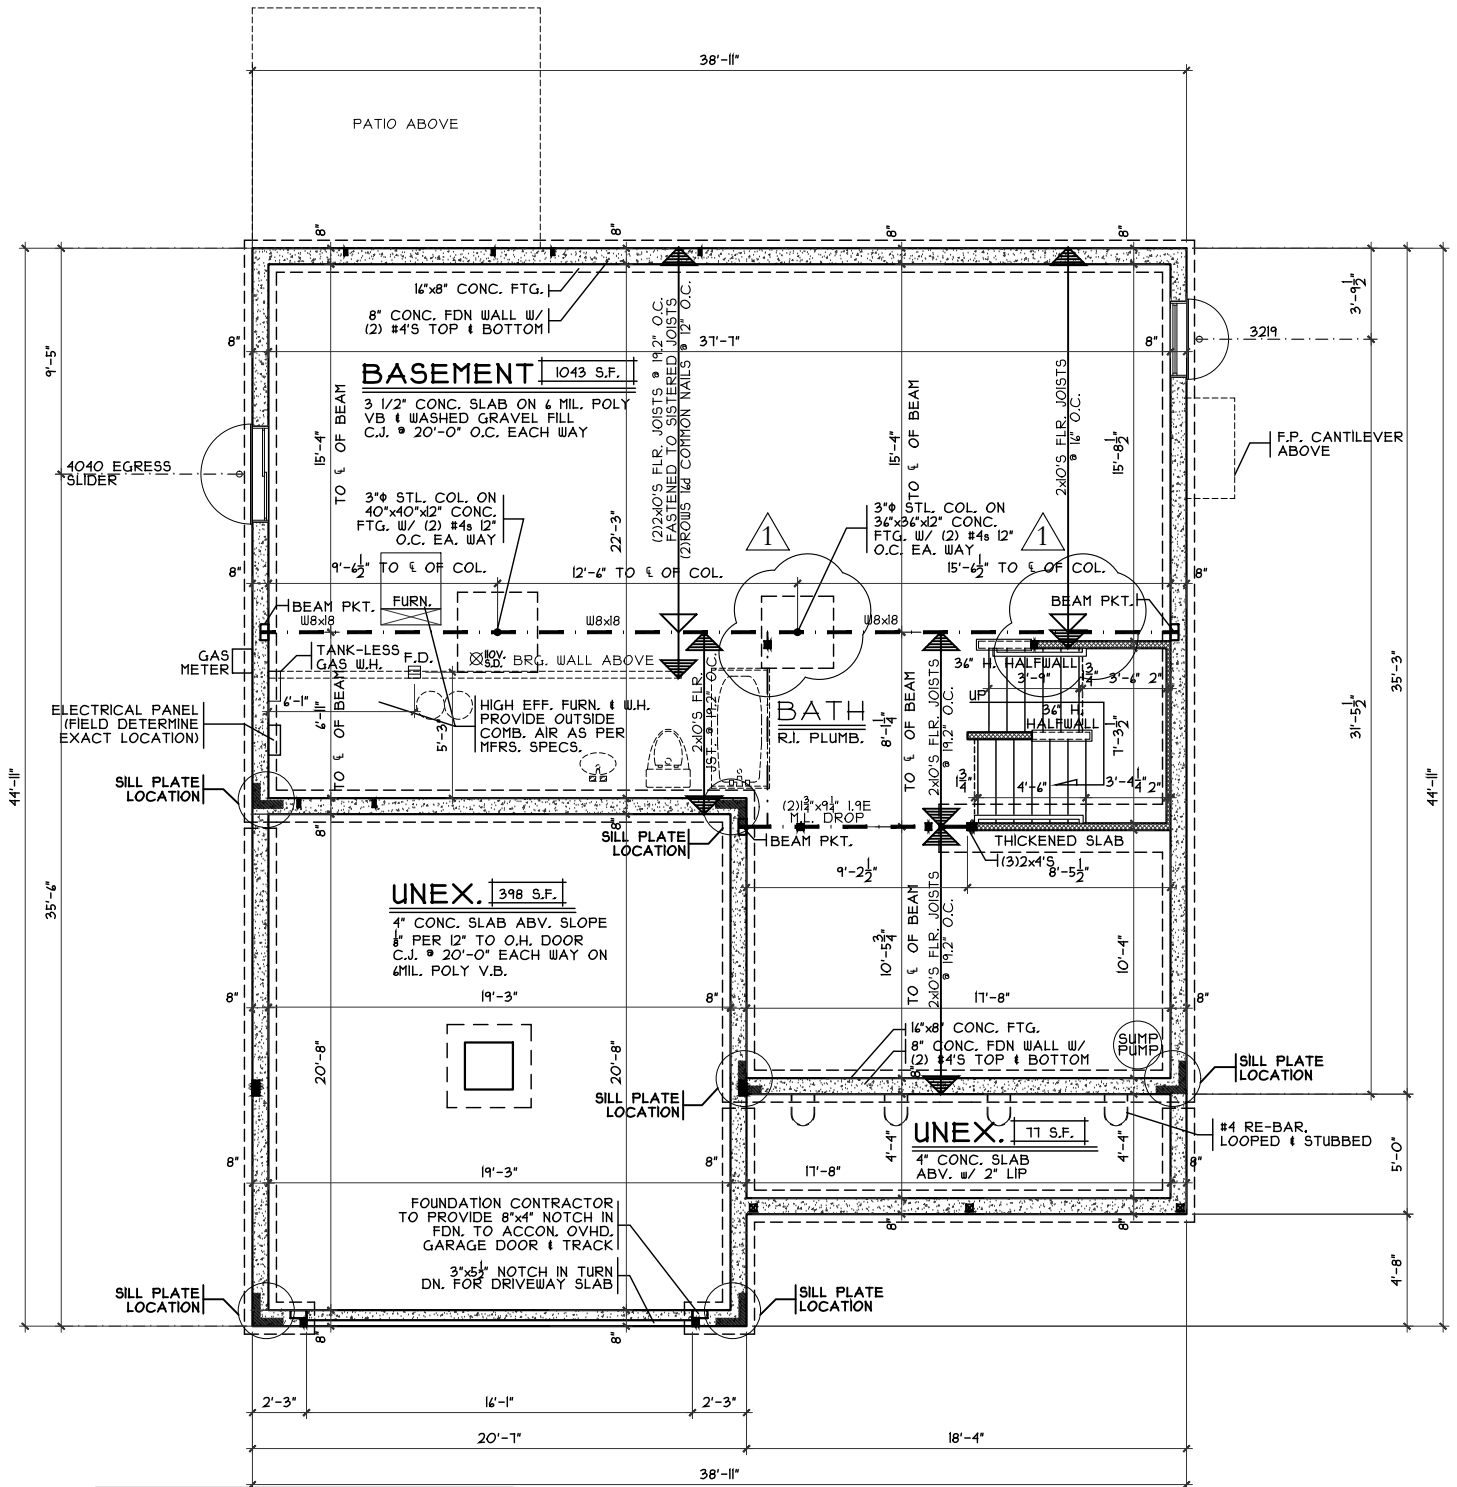 38'-11"
PATIO ABOVE
8"
8"
8"
8"
16"x8" CONC. FTG.
8" CONC. FDN WALL W/
(2) #4'S TOP & BOTTOM
3'-9 1/2"
3219
9'-5"
8"
37'-7"
8"
BASEMENT
1043 S.F.
3 1/2" CONC. SLAB ON 6 MIL. POLY
VB & WASHED GRAVEL FILL
C.J. @ 20'-0" O.C. EACH WAY
(2)2x10'S FLR. JOISTS @ 19.2" O.C.
FASTENED TO SISTERED JOISTS
(2)ROWS 16d COMMON NAILS @ 12" O.C.
2x10'S FLR. JOISTS
@ 16" O.C.
15'-4"
TO ℄ OF BEAM
15'-4"
TO ℄ OF BEAM
15'-8 1/2"
F.P. CANTILEVER
ABOVE
4040 EGRESS
SLIDER
3"ϕ STL. COL. ON
40"x40"x12" CONC.
FTG. W/ (2) #4s 12"
O.C. EA. WAY
22'-3"
3"ϕ STL. COL. ON
36"x36"x12" CONC.
FTG. W/ (2) #4s 12"
O.C. EA. WAY
1
1
8"
9'-6 1/2" TO ℄ OF COL.
12'-6" TO ℄ OF COL.
15'-6 1/2" TO ℄ OF COL.
8"
BEAM PKT.
FURN.
BEAM PKT.
W8x18
W8x18
W8x18
GAS
METER
TANK-LESS
GAS W.H.
F.D.
110V.
S.D.
BRG. WALL ABOVE
36" H. HALFWALL
3'-9"
3/4"
3'-6"
2"
UP
36" H.
HALFWALL
6'-1"
6'-11"
TO ℄ OF BEAM
5'-3"
HIGH EFF. FURN. & W.H.
PROVIDE OUTSIDE
COMB. AIR AS PER
MFRS. SPECS.
2x10'S FLR.
JST. @ 19.2" O.C.
BATH
R.I. PLUMB.
8'-1 1/4"
TO ℄ OF BEAM
2x10'S FLR. JOISTS
@ 19.2" O.C.
7'-3 1/2"
1 3/4"
4'-6"
3'-4 1/4"
2"
ELECTRICAL PANEL
(FIELD DETERMINE
EXACT LOCATION)
SILL PLATE
LOCATION
44'-11"
35'-3"
31'-5 1/2"
44'-11"
8"
8"
(2)1 3/4"x9 1/4" 1.9E
M.L. DROP
SILL PLATE
LOCATION
BEAM PKT.
THICKENED SLAB
(3)2x4'S
9'-2 1/2"
8'-5 1/2"
35'-6"
UNEX.
398 S.F.
4" CONC. SLAB ABV. SLOPE
1/8" PER 12" TO O.H. DOOR
C.J. @ 20'-0" EACH WAY ON
6MIL. POLY V.B.
10'-5 3/4"
TO ℄ OF BEAM
2x10'S FLR. JOISTS
@ 19.2" O.C.
10'-4"
8"
19'-3"
8"
17'-8"
8"
20'-8"
20'-8"
16"x8" CONC. FTG.
8" CONC. FDN WALL W/
(2) #4'S TOP & BOTTOM
8"
SUMP
PUMP
SILL PLATE
LOCATION
SILL PLATE
LOCATION
UNEX.
77 S.F.
4" CONC. SLAB
ABV. W/ 2" LIP
4'-4"
4'-4"
#4 RE-BAR.
LOOPED & STUBBED
5'-0"
8"
19'-3"
8"
17'-8"
8"
8"
8"
FOUNDATION CONTRACTOR
TO PROVIDE 8"x4" NOTCH IN
FDN. TO ACCON. OVHD.
GARAGE DOOR & TRACK
3"x5 1/2" NOTCH IN TURN
DN. FOR DRIVEWAY SLAB
4'-8"
SILL PLATE
LOCATION
SILL PLATE
LOCATION
8"
8"
2'-3"
16'-1"
2'-3"
20'-7"
18'-4"
38'-11"